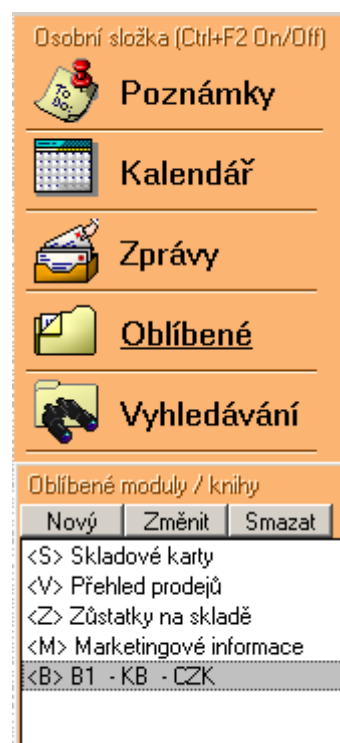 Osobní složka (Ctrl+F2 On/Off)
TO
DO:
Poznámky
Kalendář
Zprávy
Oblíbené
Vyhledávání
Oblíbené moduly / knihy
Nový Změnit Smazat
<S> Skladové karty
<V> Přehled prodejů
<Z> Zůstatky na skladě
<M> Marketingové informace
<B> B1 - KB - CZK